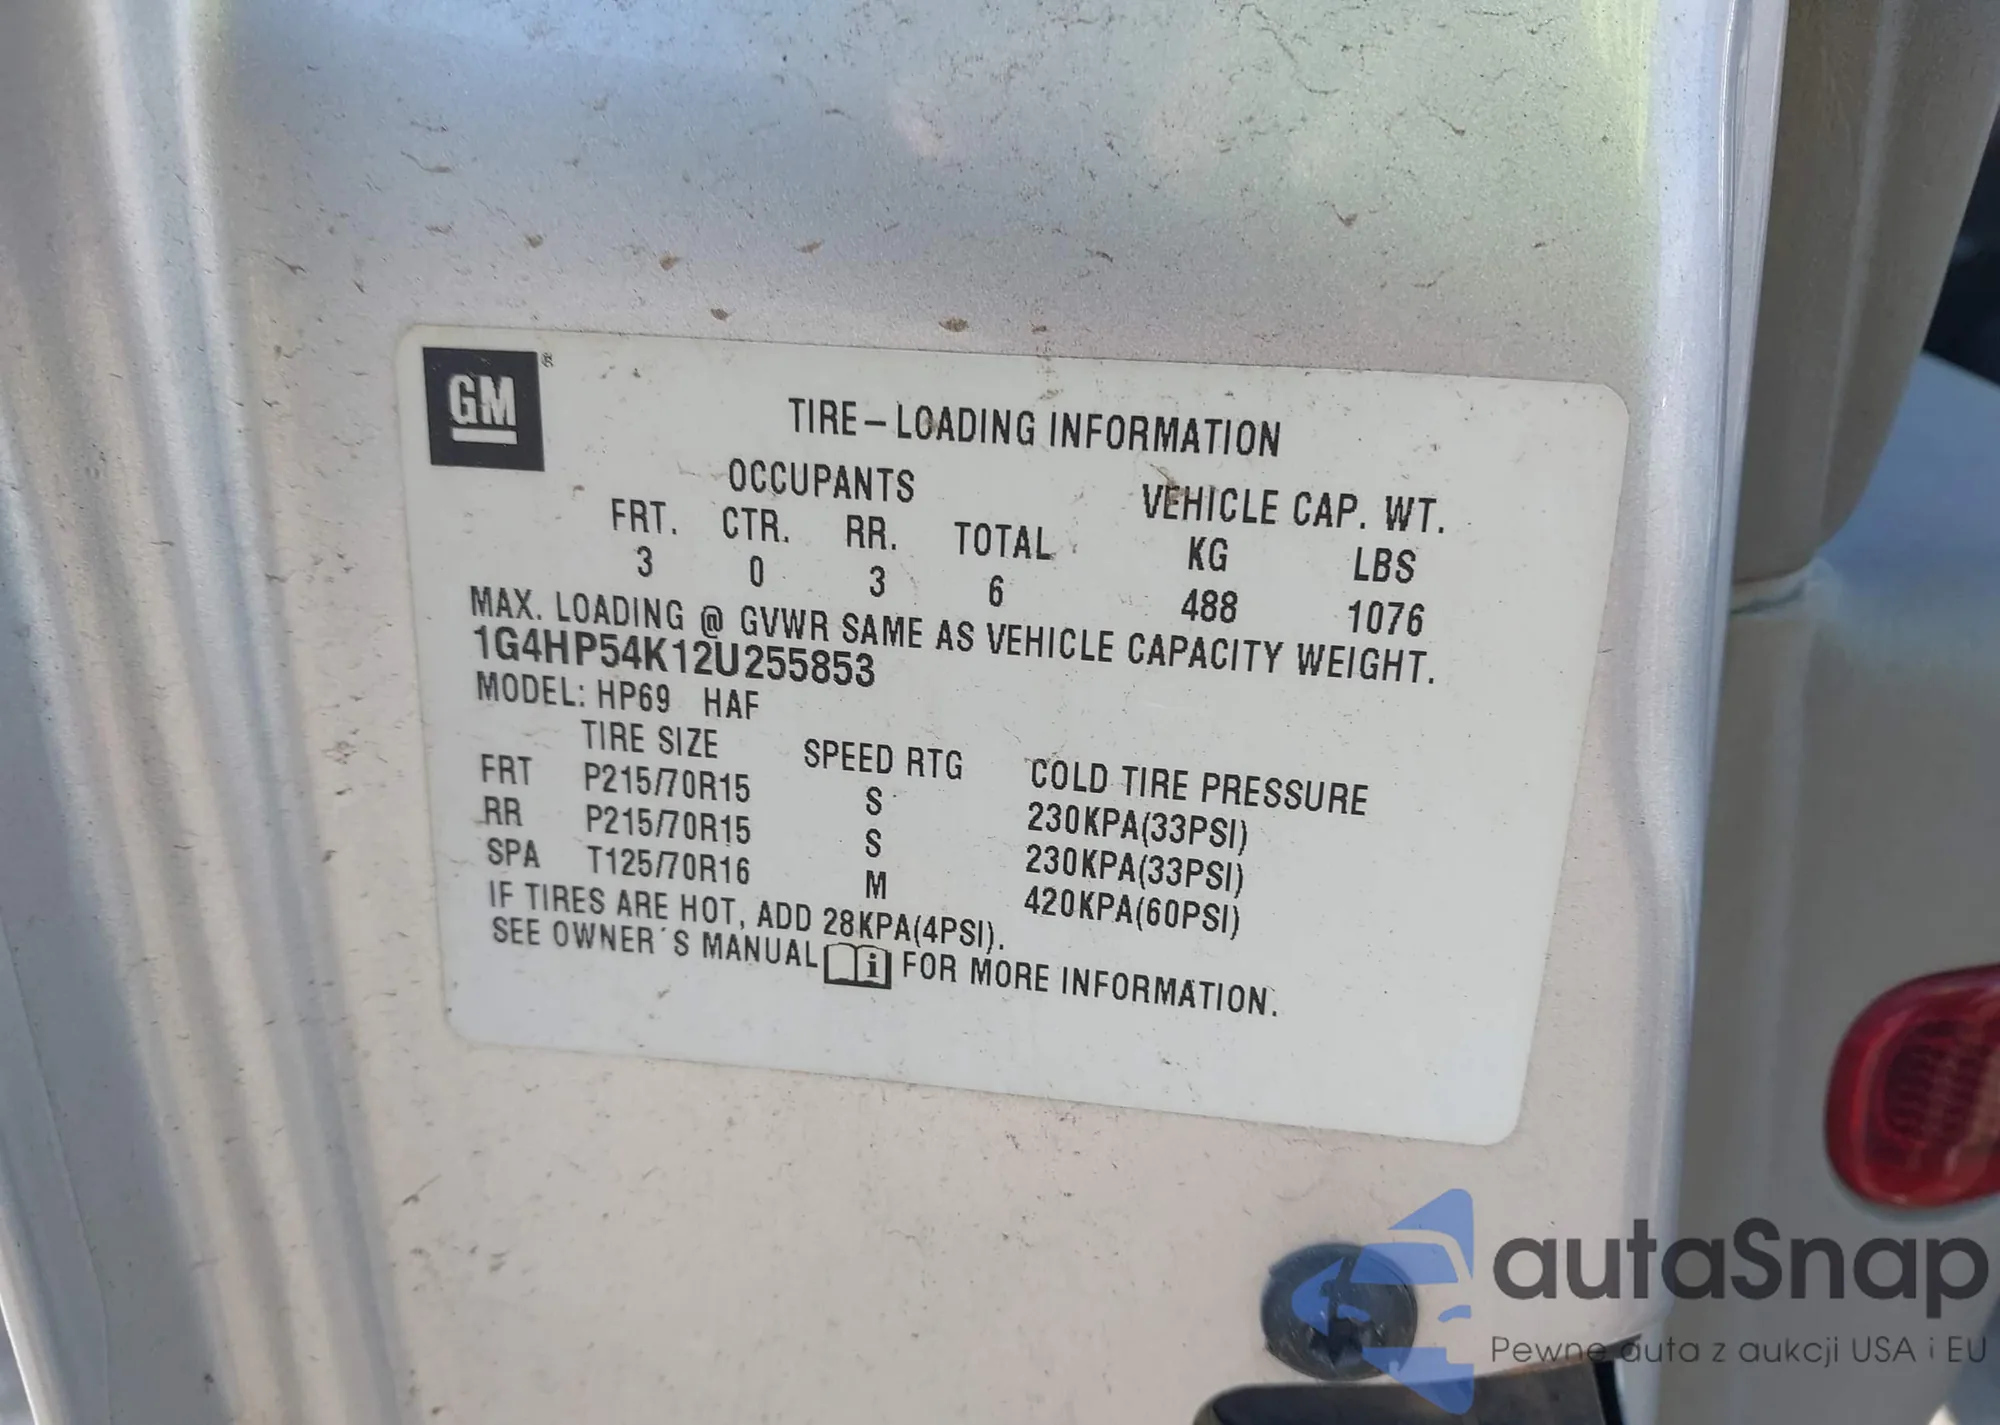 GM ®
TIRE – LOADING INFORMATION
OCCUPANTS VEHICLE CAP. WT.
FRT. CTR. RR. TOTAL KG LBS
3 0 3 6 488 1076
MAX. LOADING @ GVWR SAME AS VEHICLE CAPACITY WEIGHT.
1G4HP54K12U255853
MODEL: HP69 HAF
TIRE SIZE SPEED RTG COLD TIRE PRESSURE
FRT P215/70R15 S 230KPA(33PSI)
RR P215/70R15 S 230KPA(33PSI)
SPA T125/70R16 M 420KPA(60PSI)
IF TIRES ARE HOT, ADD 28KPA(4PSI).
SEE OWNER´S MANUAL i FOR MORE INFORMATION.
autaSnap
Pewne auta z aukcji USA i EU